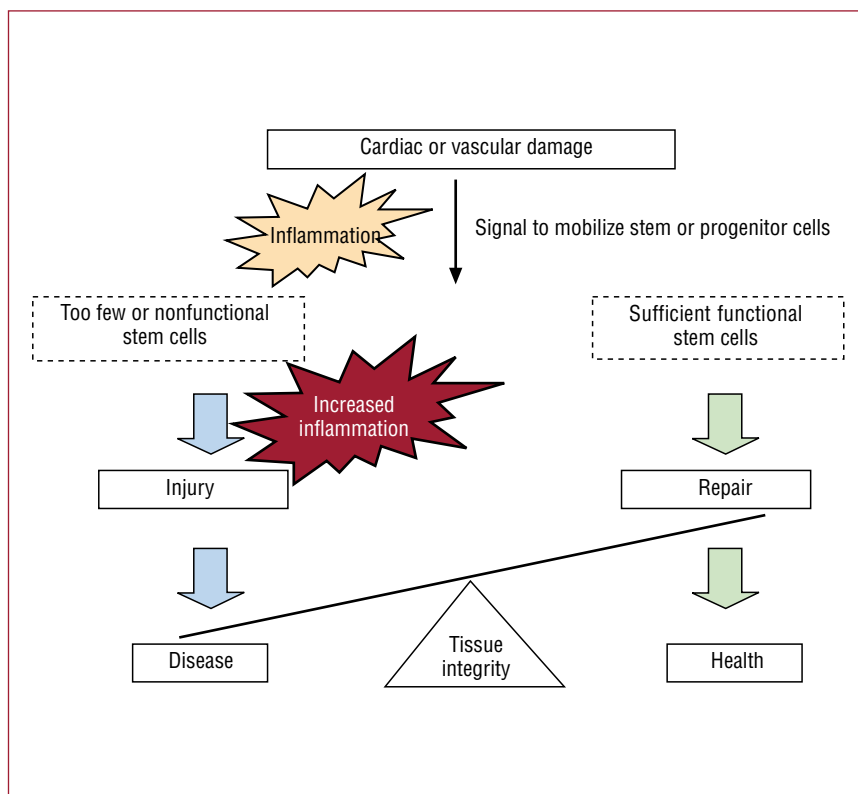 Cardiac or vascular damage
Inflammation
Signal to mobilize stem or progenitor cells
Too few or nonfunctional
stem cells
Sufficient functional
stem cells
Increased
inflammation
Injury
Repair
Disease
Tissue
integrity
Health